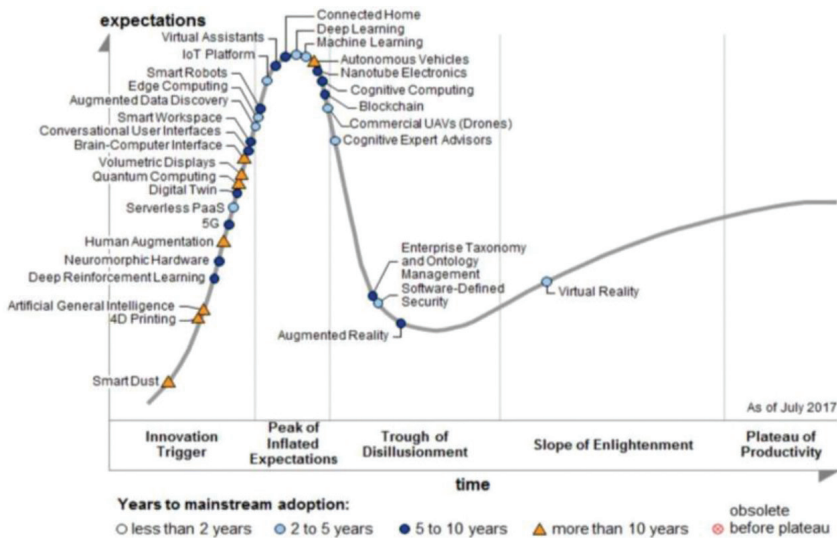 expectations
Connected Home
Virtual Assistants
Deep Learning
IoT Platform
Machine Learning
Autonomous Vehicles
Smart Robots
Nanotube Electronics
Edge Computing
Cognitive Computing
Augmented Data Discovery
Blockchain
Smart Workspace
Commercial UAVs (Drones)
Conversational User Interfaces
Cognitive Expert Advisors
Brain-Computer Interface
Volumetric Displays
Quantum Computing
Digital Twin
Serverless PaaS
5G
Human Augmentation
Neuromorphic Hardware
Deep Reinforcement Learning
Artificial General Intelligence
4D Printing
Smart Dust
Enterprise Taxonomy
and Ontology
Management
Software-Defined
Security
Augmented Reality
Virtual Reality
As of July 2017
Innovation
Trigger
Peak of
Inflated
Expectations
Trough of
Disillusionment
Slope of Enlightenment
Plateau of
Productivity
time
Years to mainstream adoption:
less than 2 years
2 to 5 years
5 to 10 years
more than 10 years
obsolete
before plateau